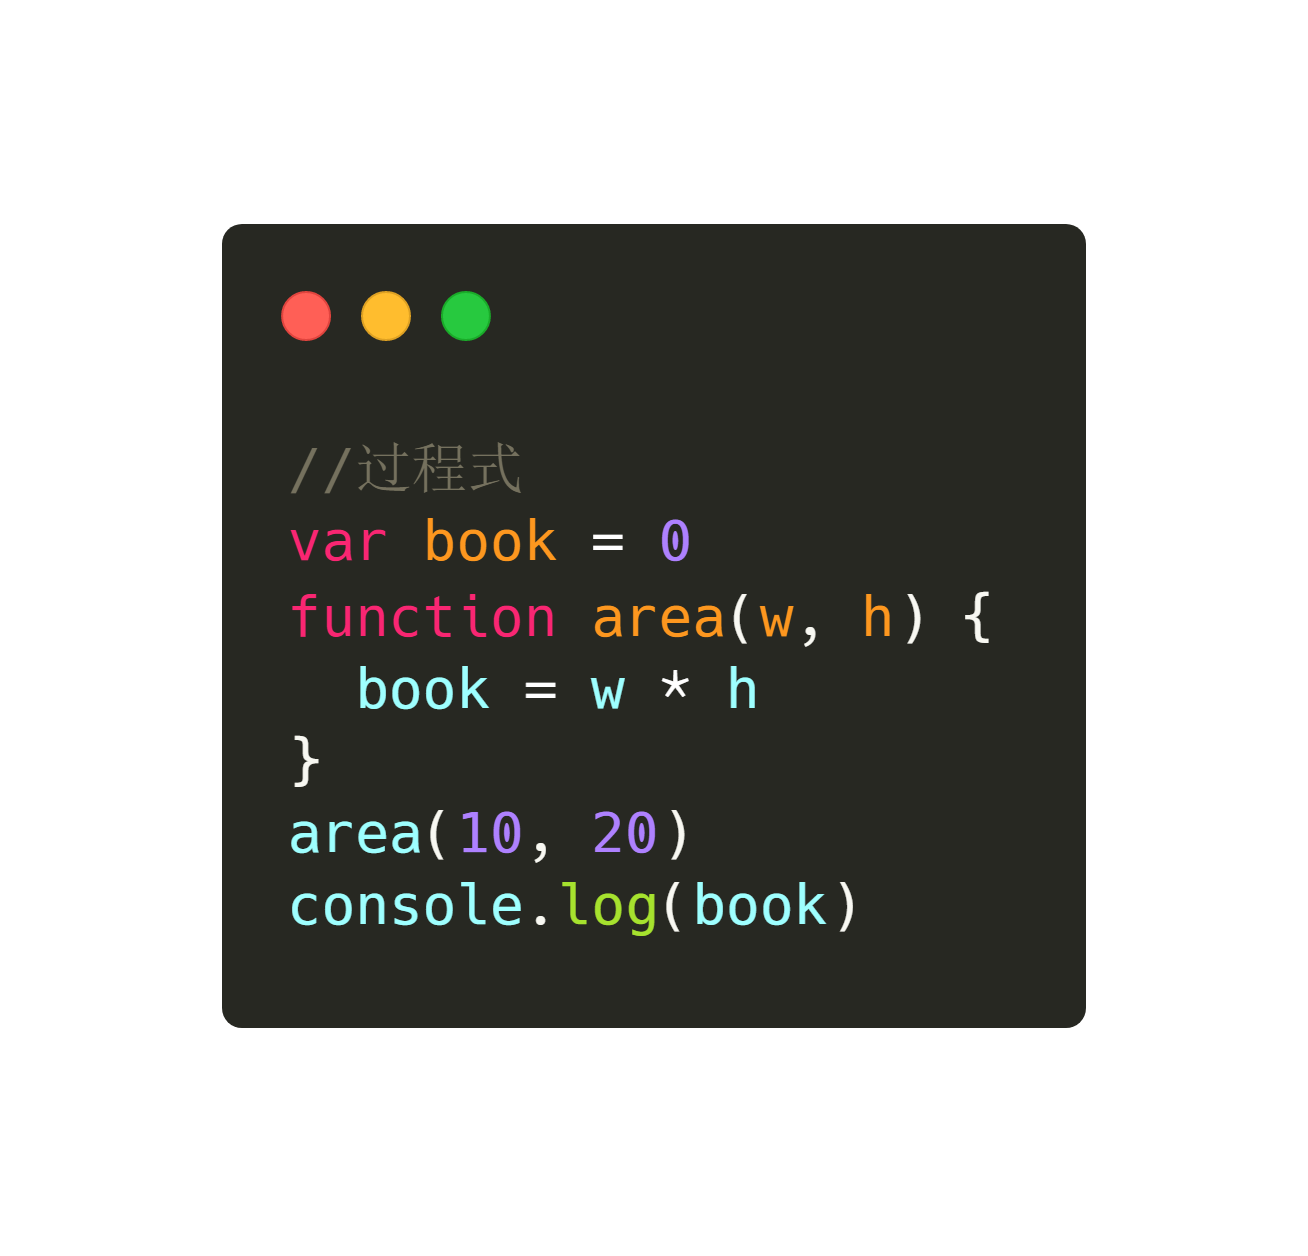 //过程式
var book = 0
function area(w, h) {
  book = w * h
}
area(10, 20)
console.log(book)